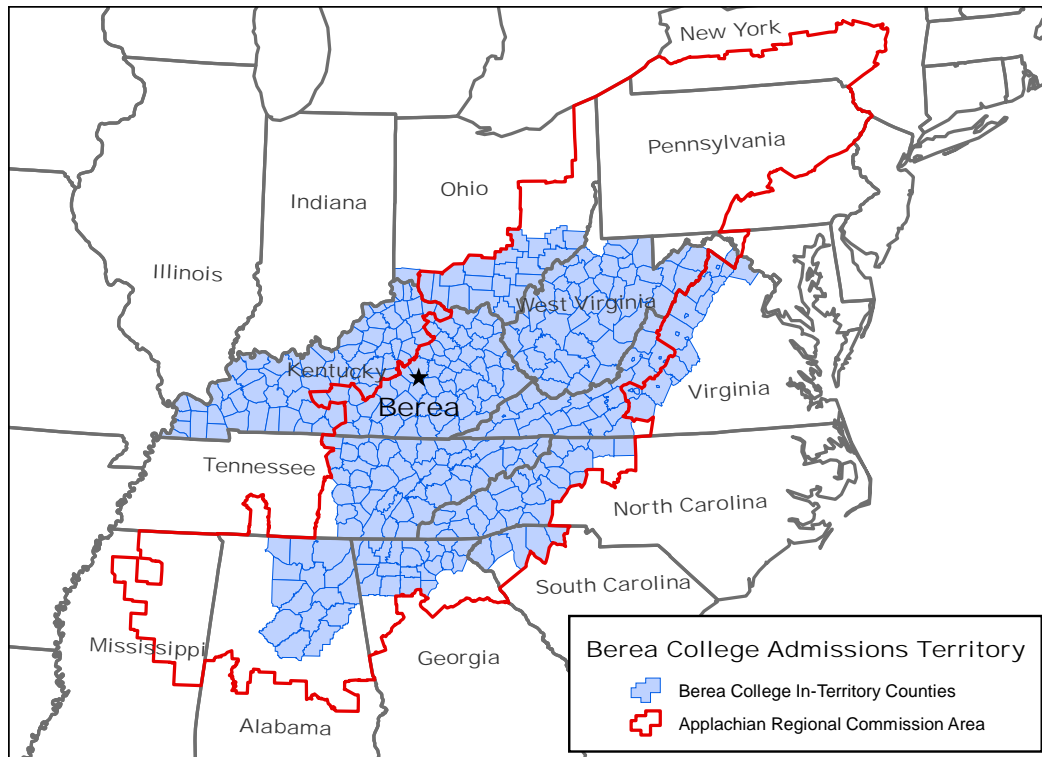 New York
Pennsylvania
Ohio
Indiana
Illinois
West Virginia
Kentucky
Berea
Virginia
Tennessee
North Carolina
South Carolina
Mississippi
Georgia
Alabama
Berea College Admissions Territory
Berea College In-Territory Counties
Applachian Regional Commission Area